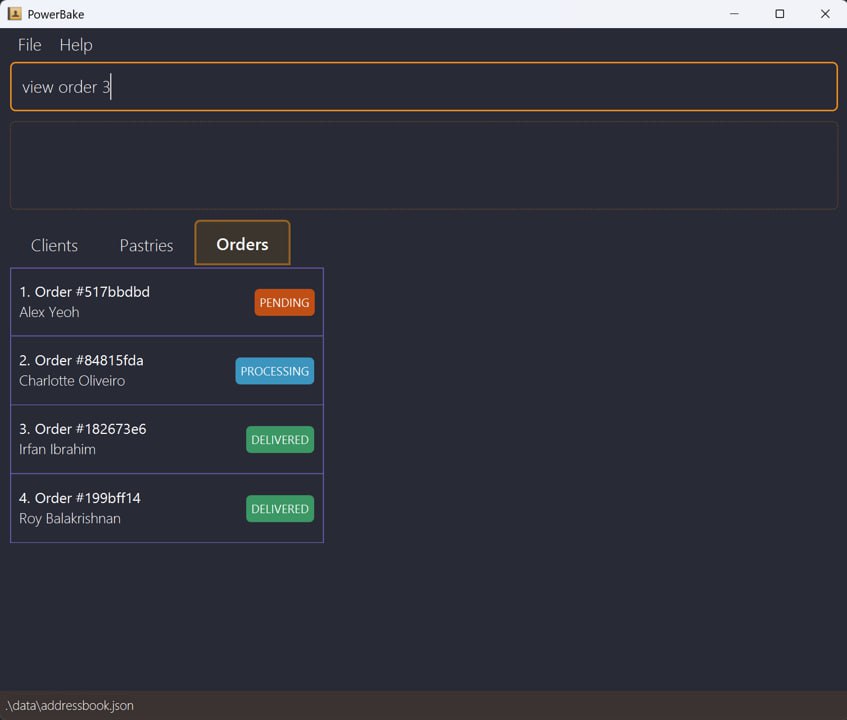 PowerBake
File Help
view order 3
Clients Pastries Orders
1. Order #517bbdbd
Alex Yeoh
PENDING
2. Order #84815fda
Charlotte Oliveiro
PROCESSING
3. Order #182673e6
Irfan Ibrahim
DELIVERED
4. Order #199bff14
Roy Balakrishnan
DELIVERED
.\data\addressbook.json